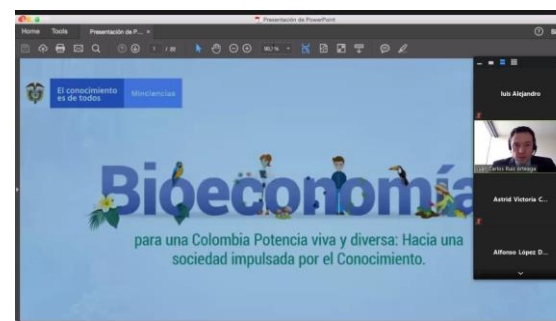 Presentación de PowerPoint
Home
Tools
Presentación de P... ×
1
El conocimiento
es de todos
Minciencias
luis Alejandro
Bioeconomía
Astrid Victoria C...
para una Colombia Potencia viva y diversa: Hacia una
sociedad impulsada por el Conocimiento.
Alfonso López D...